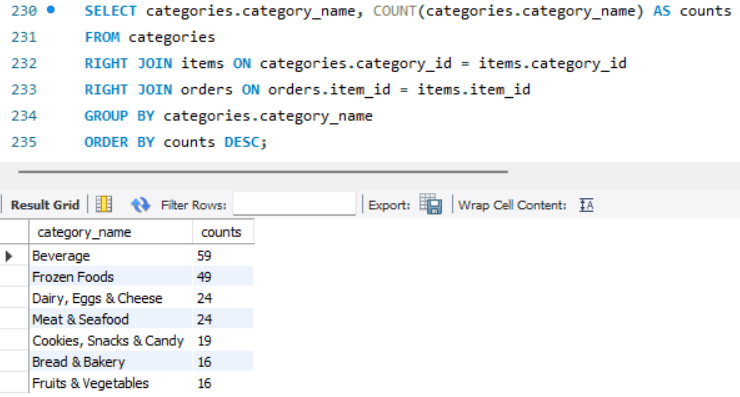 230 SELECT categories.category_name, COUNT(categories.category_name) AS counts
231 FROM categories
232 RIGHT JOIN items ON categories.category_id = items.category_id
233 RIGHT JOIN orders ON orders.item_id = items.item_id
234 GROUP BY categories.category_name
235 ORDER BY counts DESC;
Result Grid Filter Rows: Export: Wrap Cell Content: IA
category_name counts
Beverage 59
Frozen Foods 49
Dairy, Eggs & Cheese 24
Meat & Seafood 24
Cookies, Snacks & Candy 19
Bread & Bakery 16
Fruits & Vegetables 16